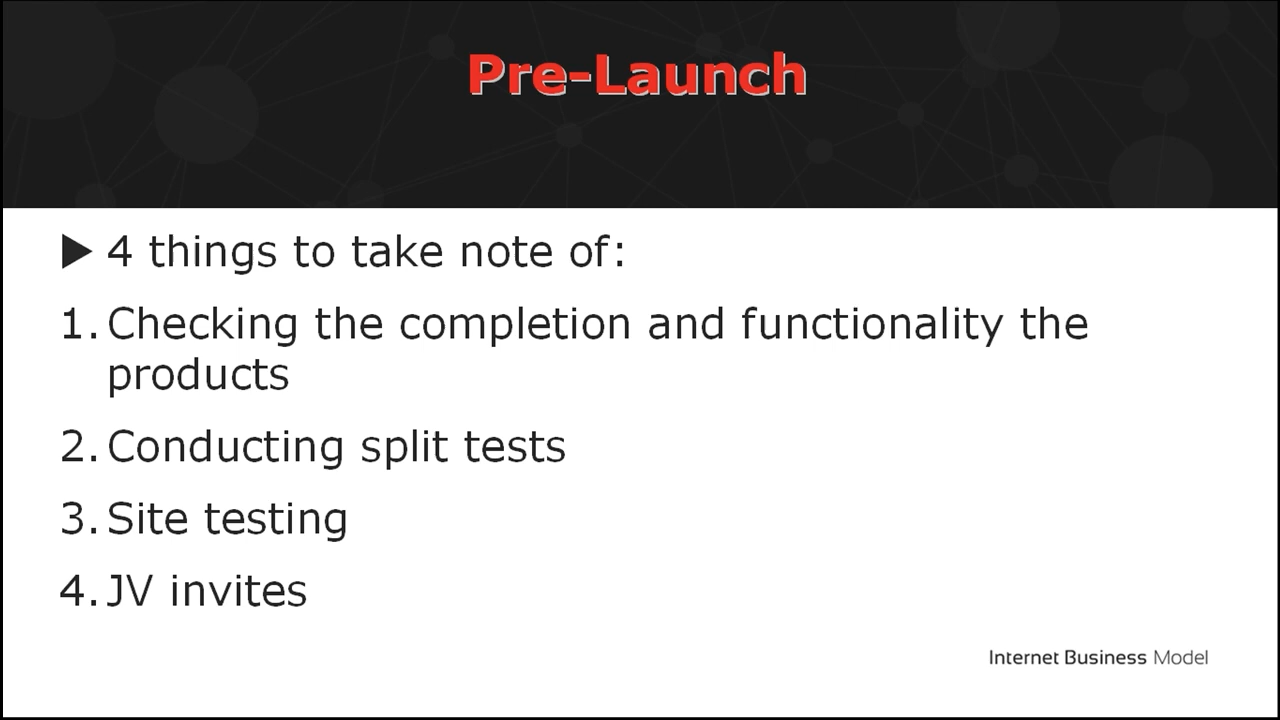 Pre-Launch
▶ 4 things to take note of:
1. Checking the completion and functionality the
products
2. Conducting split tests
3. Site testing
4. JV invites
Internet Business Model